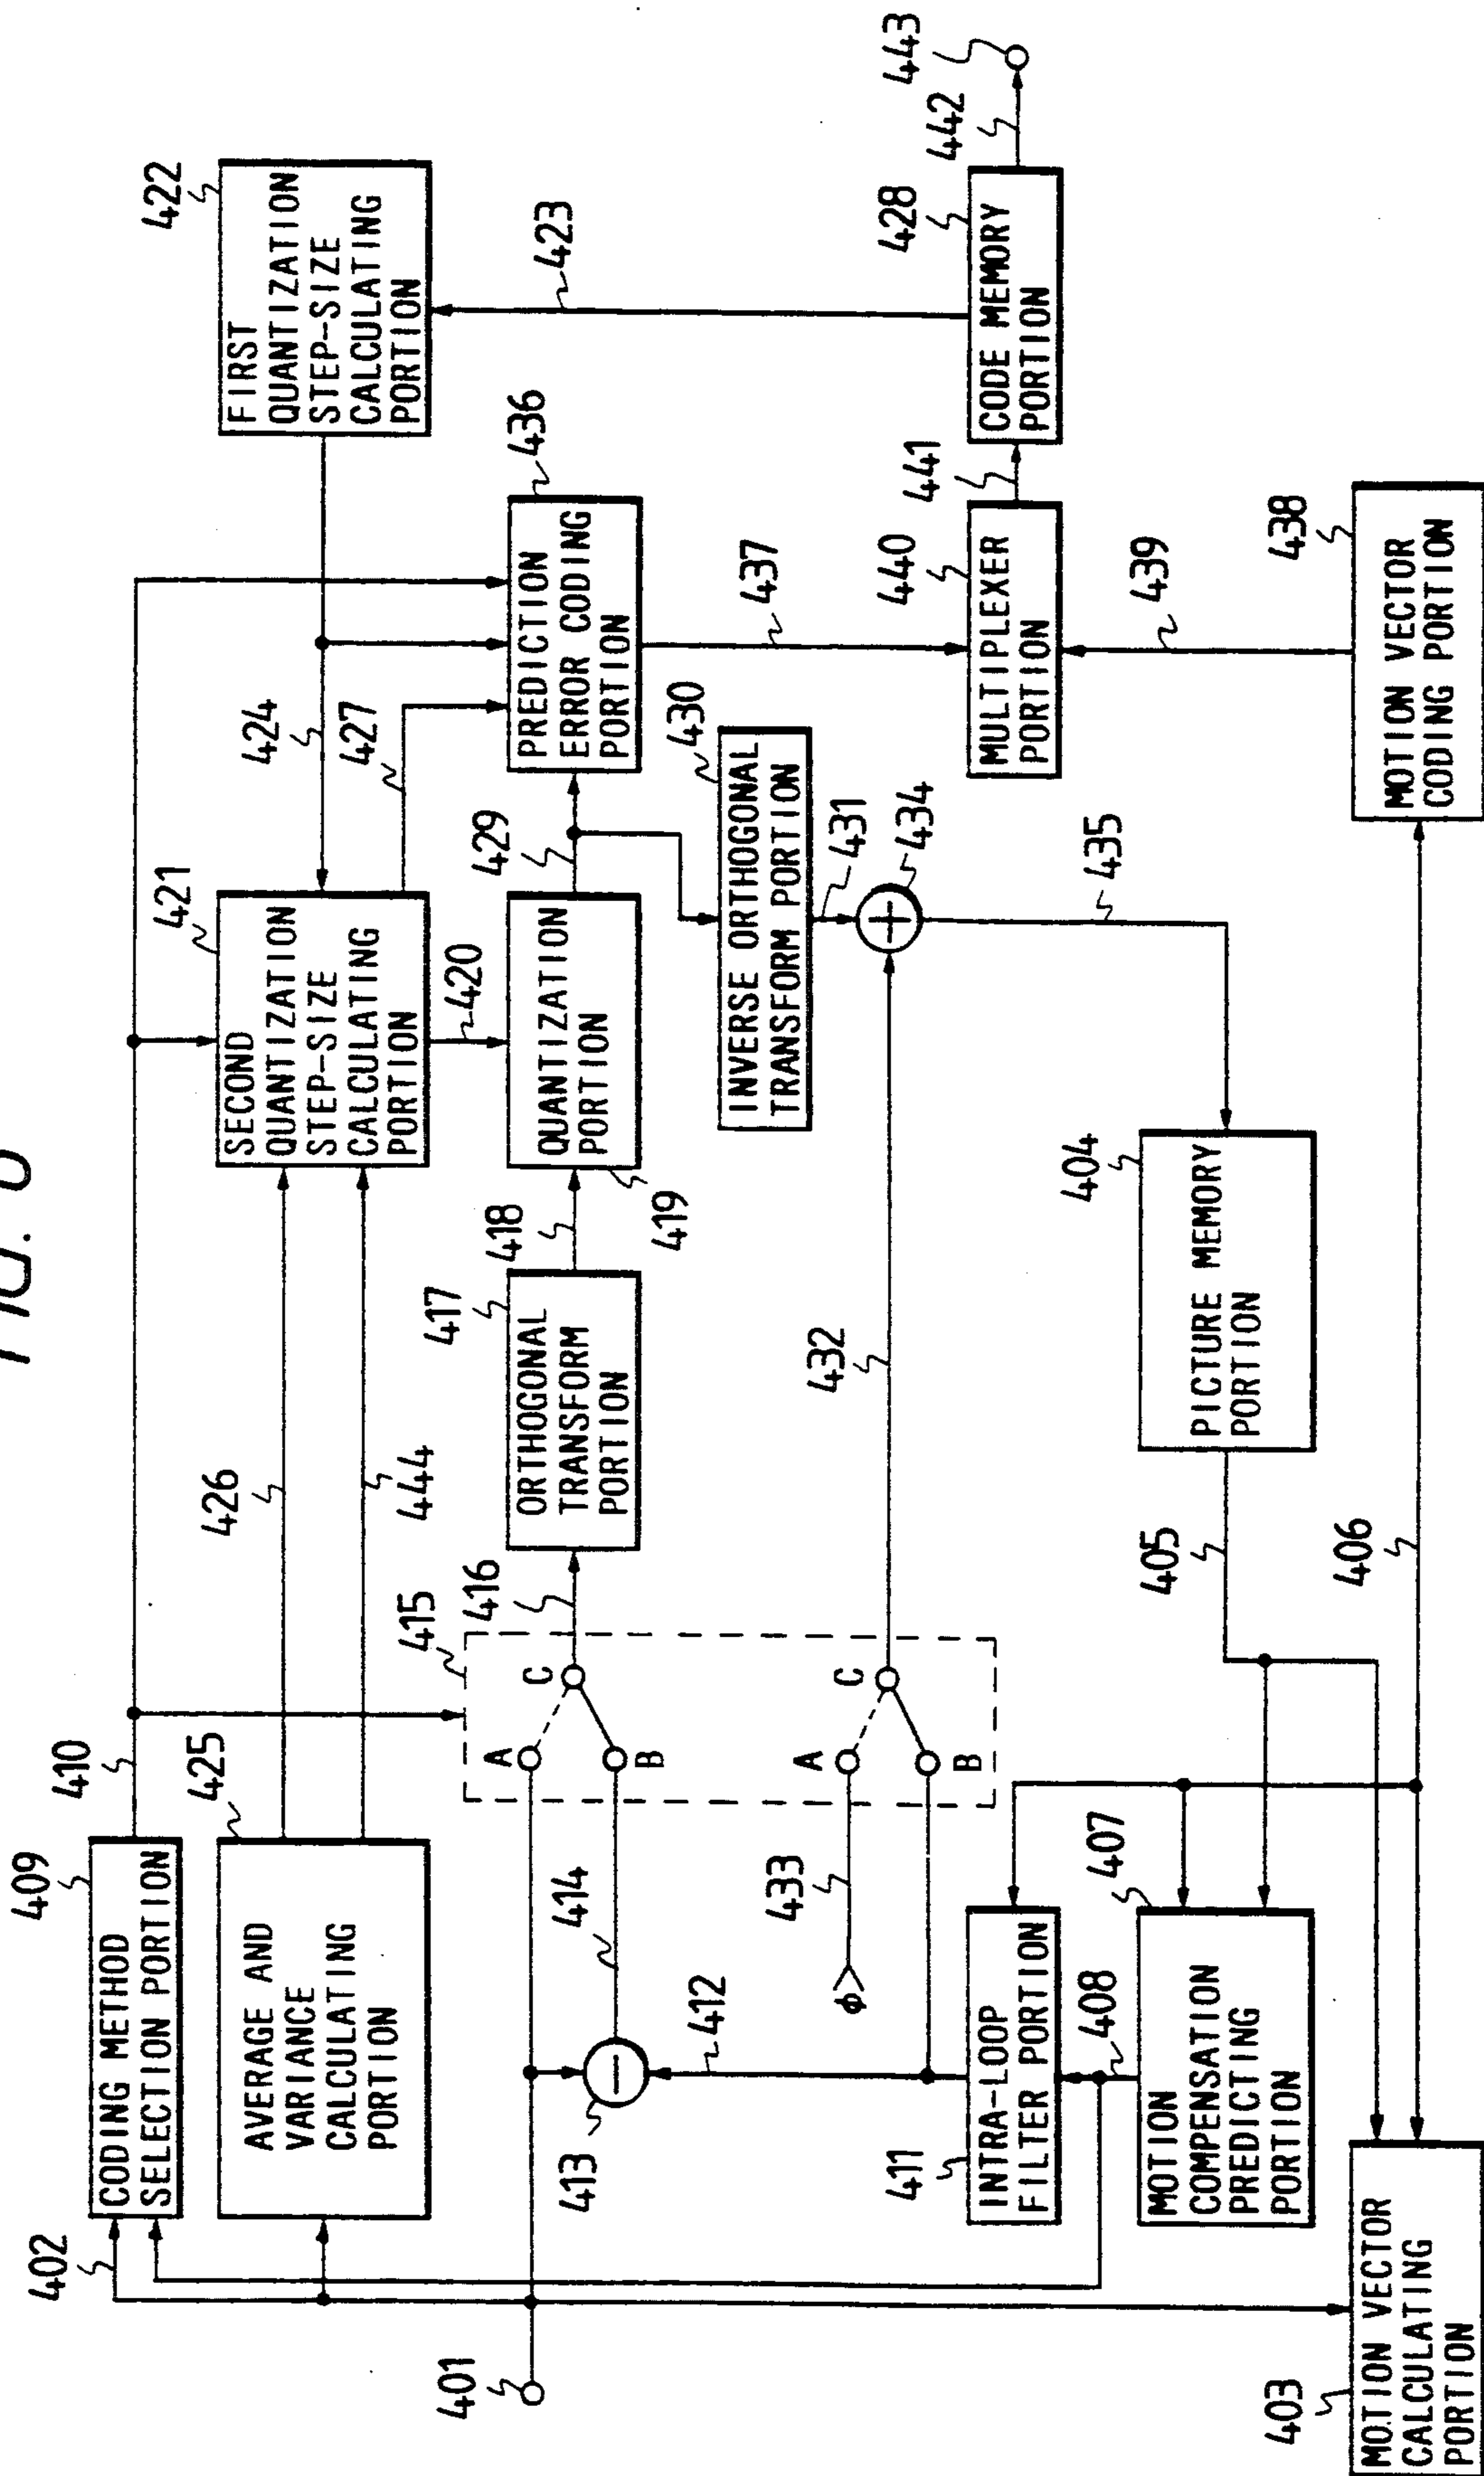 FIG.
409
410
402
CODING METHOD
SELECTION PORTION
425
AVERAGE AND
VARIANCE
CALCULATING
PORTION
426
444
421
SECOND
QUANTIZATION
STEP-SIZE
CALCULATING
PORTION
424
427
422
FIRST
QUANTIZATION
STEP-SIZE
CALCULATING
PORTION
423
401
413
414
412
415
A
B
C
416
417
ORTHOGONAL
TRANSFORM
PORTION
418
419
QUANTIZATION
PORTION
420
429
436
PREDICTION
ERROR CODING
PORTION
437
430
INVERSE ORTHOGONAL
TRANSFORM PORTION
431
434
435
433
φ
A
B
C
432
411
INTRA-LOOP
FILTER PORTION
408
407
MOTION
COMPENSATION
PREDICTING
PORTION
440
MULTIPLEXER
PORTION
441
428
CODE MEMORY
PORTION
442
443
404
PICTURE MEMORY
PORTION
405
406
439
438
MOTION VECTOR
CODING PORTION
403
MOTION VECTOR
CALCULATING
PORTION